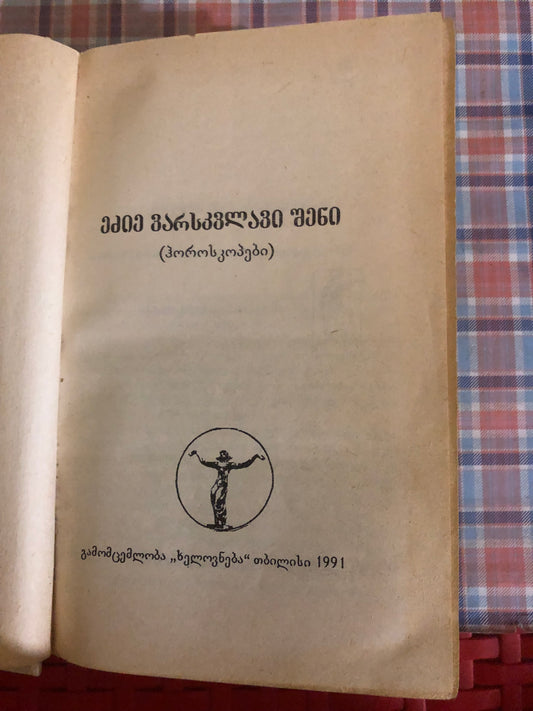 ეძიე ვარსკვლავი შენი
(ჰოროსკოპები)
გამომცემლობა „ხელოვნება“ თბილისი 1991